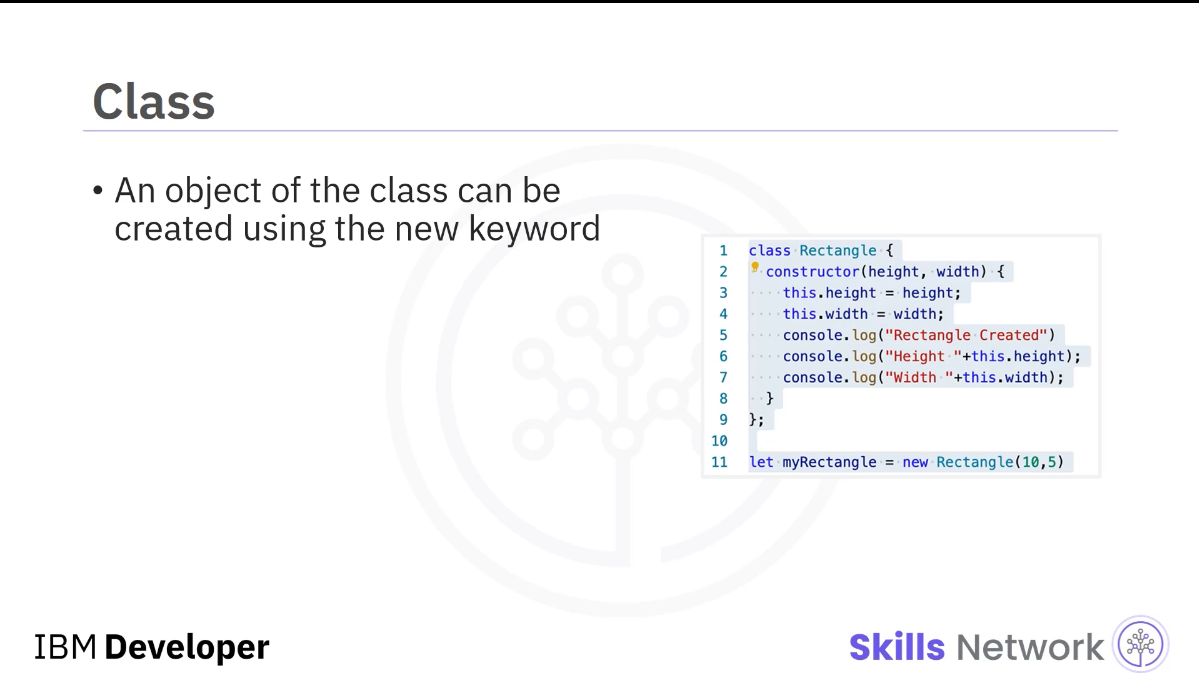 Class
• An object of the class can be
created using the new keyword
1 class Rectangle {
2 constructor(height, width) {
3 this.height = height;
4 this.width = width;
5 console.log("Rectangle Created")
6 console.log("Height "+this.height);
7 console.log("Width "+this.width);
8 }
9 };
10
11 let myRectangle = new Rectangle(10,5)
IBM Developer
Skills Network